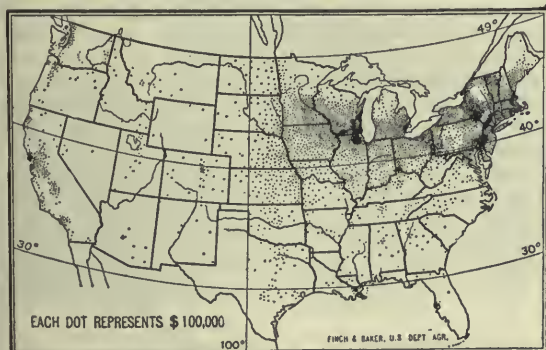 49°
40°
30°
30°
EACH DOT REPRESENTS $100,000
FINCH & BAKER, U.S. DEPT AGR.
100°